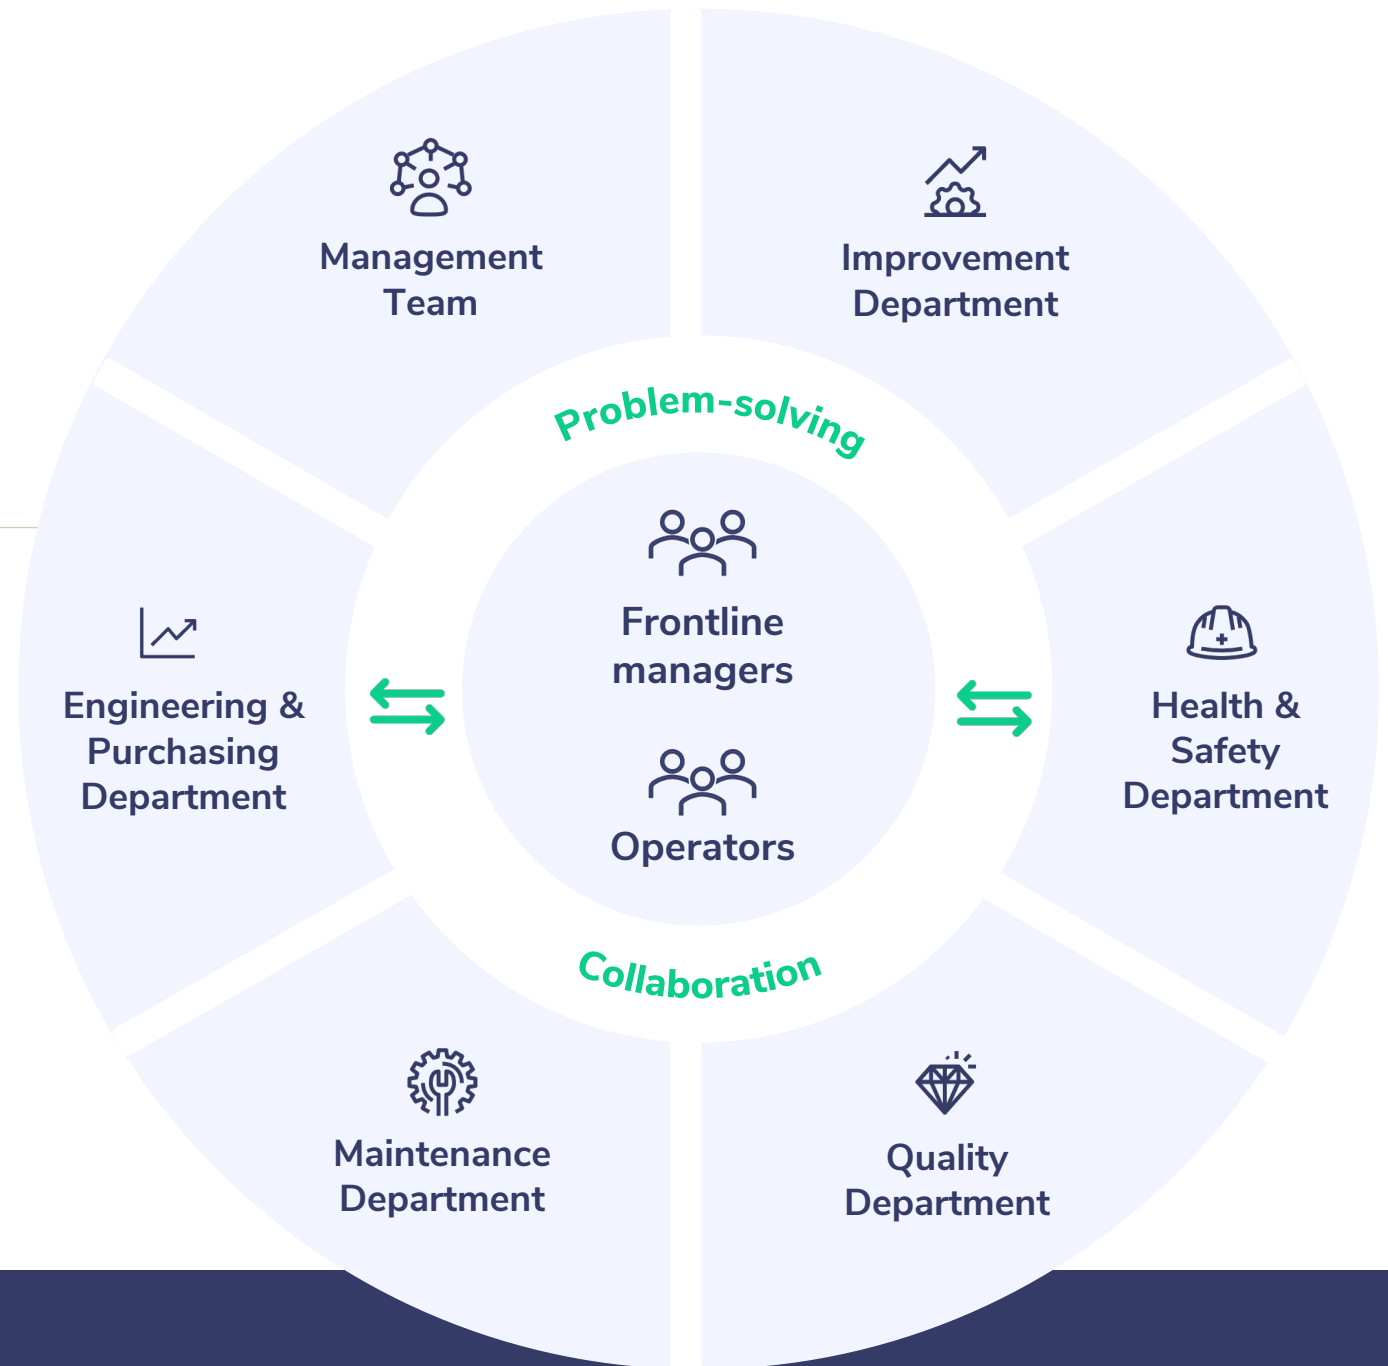 Management
Team
Improvement
Department
Problem-solving
Frontline
managers
Engineering &
Purchasing
Department
Health &
Safety
Department
Operators
Collaboration
Maintenance
Department
Quality
Department